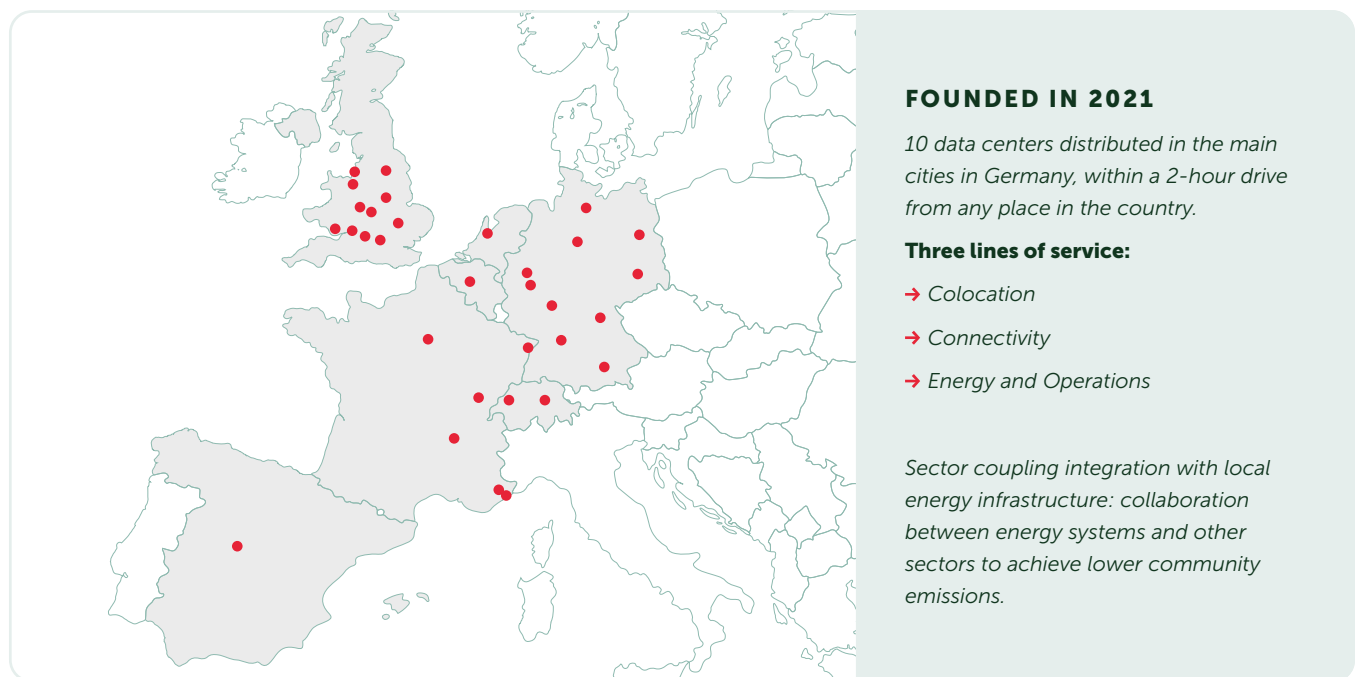 FOUNDED IN 2021
10 data centers distributed in the main
cities in Germany, within a 2-hour drive
from any place in the country.
Three lines of service:
→ Colocation
→ Connectivity
→ Energy and Operations
Sector coupling integration with local
energy infrastructure: collaboration
between energy systems and other
sectors to achieve lower community
emissions.